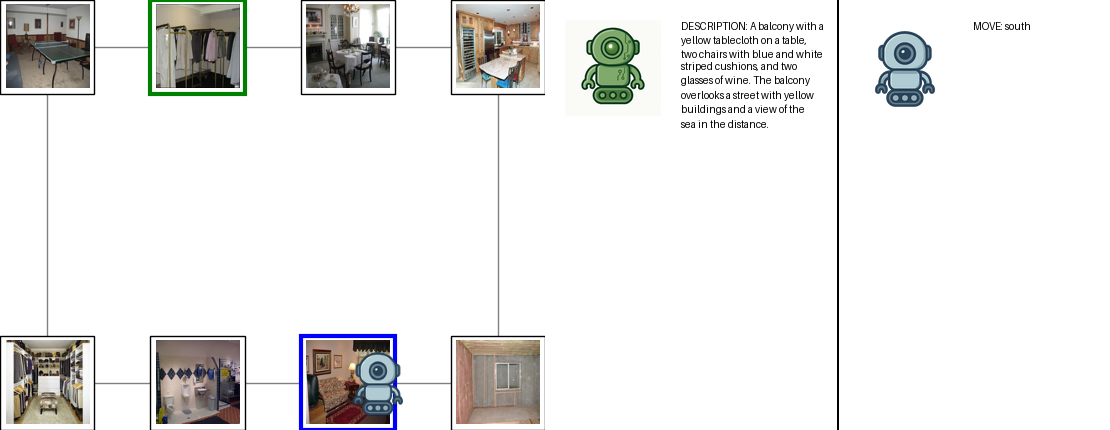 DESCRIPTION: A balcony with a
yellow tablecloth on a table,
two chairs with blue and white
striped cushions, and two
glasses of wine. The balcony
overlooks a street with yellow
buildings and a view of the
sea in the distance.
MOVE: south